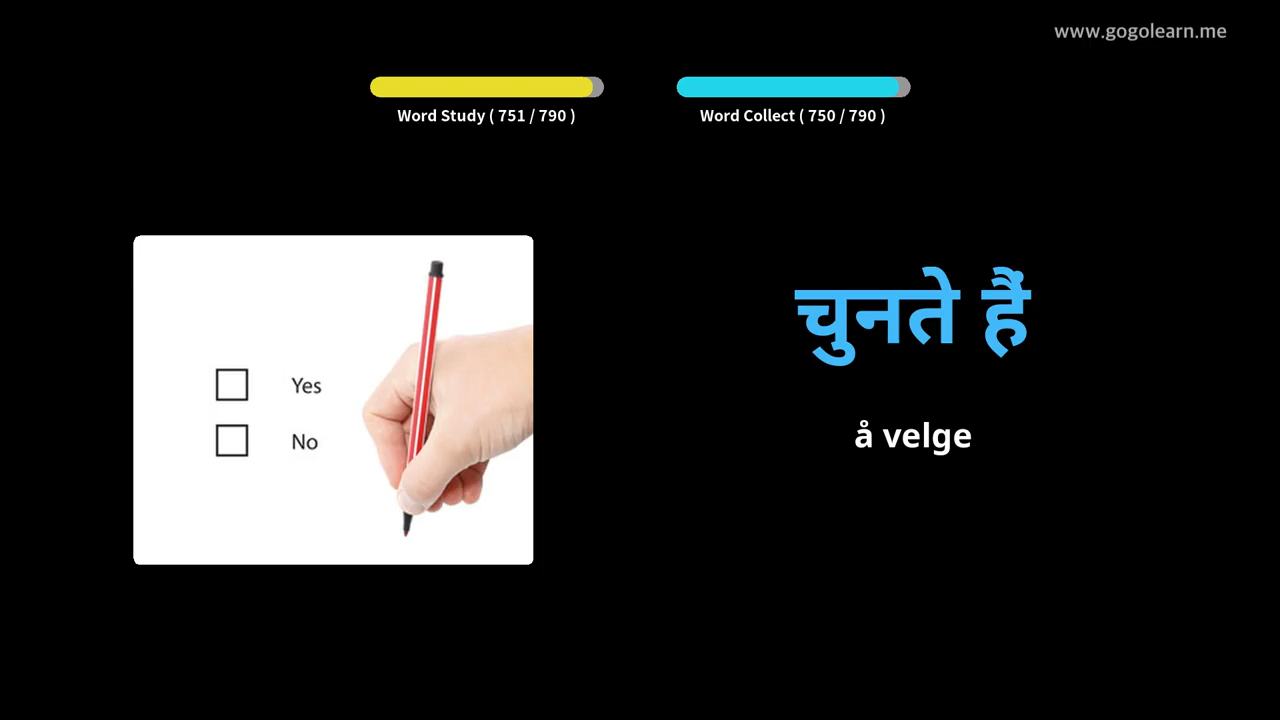 www.gogolearn.me
Word Study ( 751 / 790 )
Word Collect ( 750 / 790 )
चुनते हैं
å velge
Yes
No